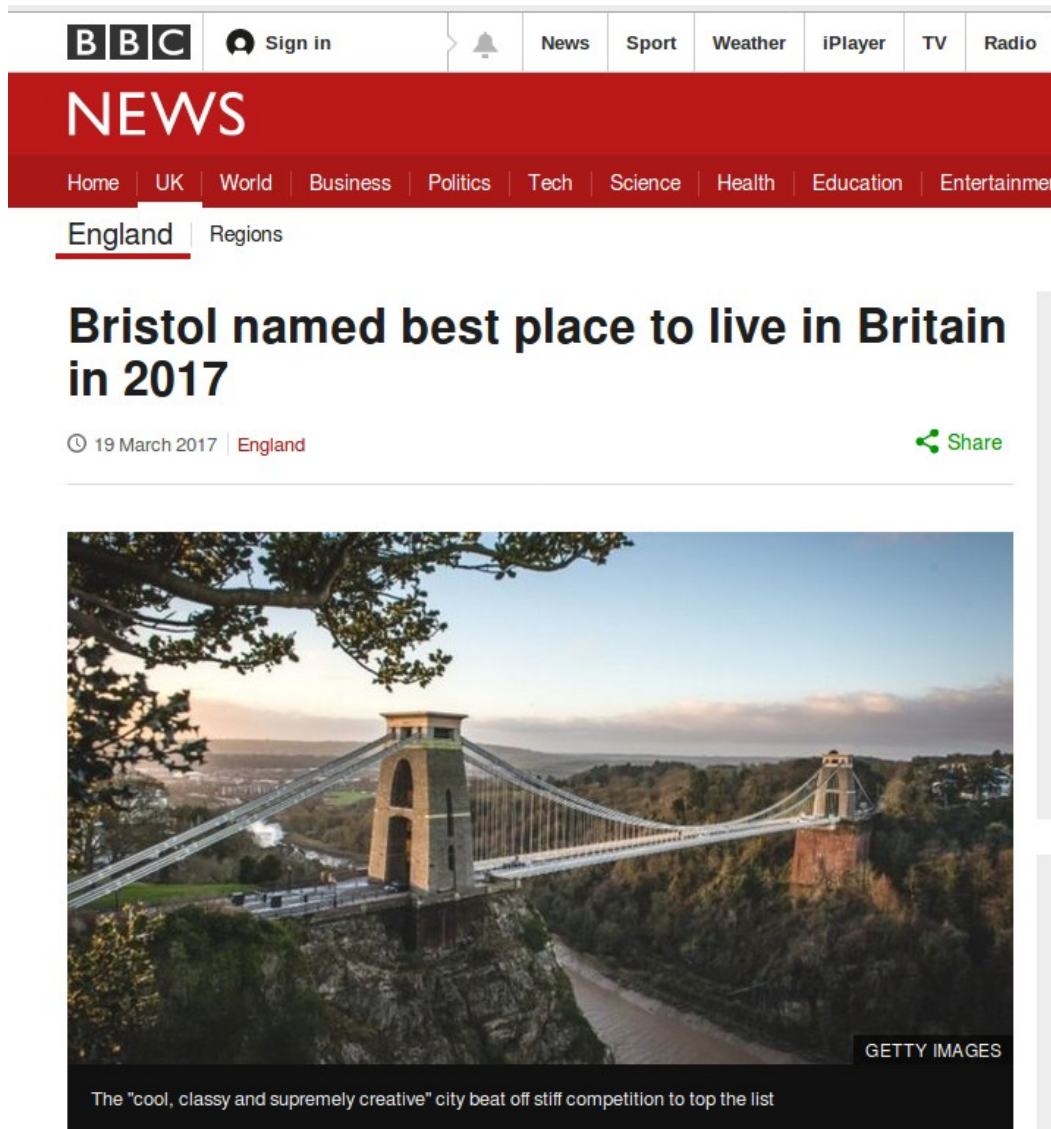 BBC Sign in News Sport Weather iPlayer TV Radio
NEWS
Home UK World Business Politics Tech Science Health Education Entertainme
England Regions
Bristol named best place to live in Britain
in 2017
19 March 2017 England Share
GETTY IMAGES
The "cool, classy and supremely creative" city beat off stiff competition to top the list